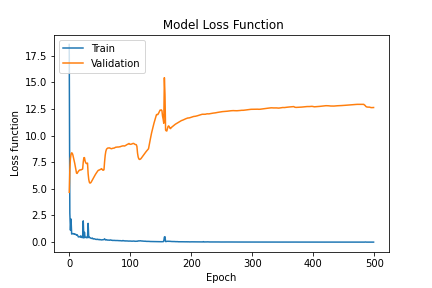 Model Loss Function
Train
Validation
17.5
15.0
12.5
10.0
7.5
5.0
2.5
0.0
Loss function
0 100 200 300 400 500
Epoch